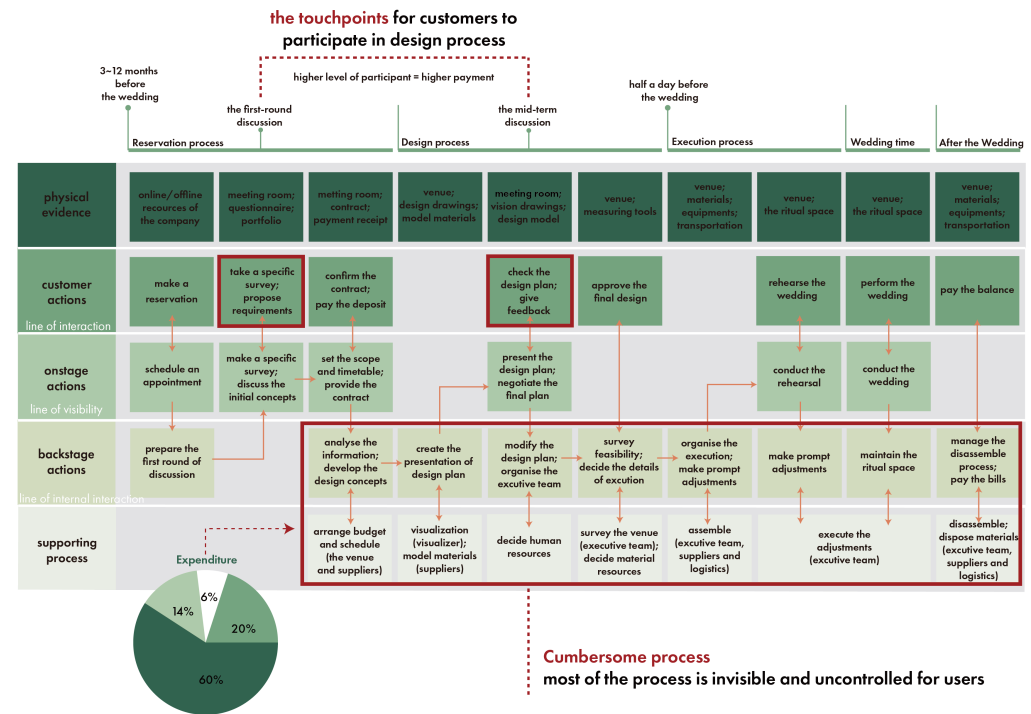 the touchpoints for customers to
participate in design process
higher level of participant = higher payment
3~12 months
before
the wedding
the first-round
discussion
the mid-term
discussion
half a day before
the wedding
Reservation process
Design process
Execution process
Wedding time
After the Wedding
physical
evidence
online/offline
recources of
the company
meeting room;
questionnaire;
portfolio
metting room;
contract;
payment receipt
venue;
design drawings;
model materials
meeting room;
vision drawings;
design model
venue;
measuring tools
venue;
materials;
equipments;
transportation
venue;
the ritual space
venue;
the ritual space
venue;
materials;
equipments;
transportation
customer
actions
make a
reservation
take a specific
survey;
propose
requirements
confirm the
contract;
pay the deposit
check the
design plan;
give
feedback
approve the
final design
rehearse the
wedding
perform the
wedding
pay the balance
line of interaction
onstage
actions
schedule an
appointment
make a specific
survey;
discuss the
initial concepts
set the scope
and timetable;
provide the
contract
present the
design plan;
negotiate the
final plan
conduct the
rehearsal
conduct the
wedding
line of visibility
backstage
actions
prepare the
first round of
discussion
analyse the
information;
develop the
design concepts
create the
presentation of
design plan
modify the
design plan;
organise the
excutive team
survey
feasibility;
decide the details
of excution
organise the
execution;
make prompt
adjustments
make prompt
adjustments
maintain the
ritual space
manage the
disassemble
process;
pay the bills
line of internal interaction
supporting
process
arrange budget
and schedule
(the venue
and suppliers)
visualization
(visualizer);
model materials
(suppliers)
decide human
resources
survey the venue
(executive team);
decide material
resources
assemble
(excutive team,
suppliers and
logistics)
execute the
adjustments
(excutive team)
disassemble;
dispose materials
(excutive team,
suppliers and
logistics)
Expenditure
6%
14%
20%
60%
Cumbersome process
most of the process is invisible and uncontrolled for users